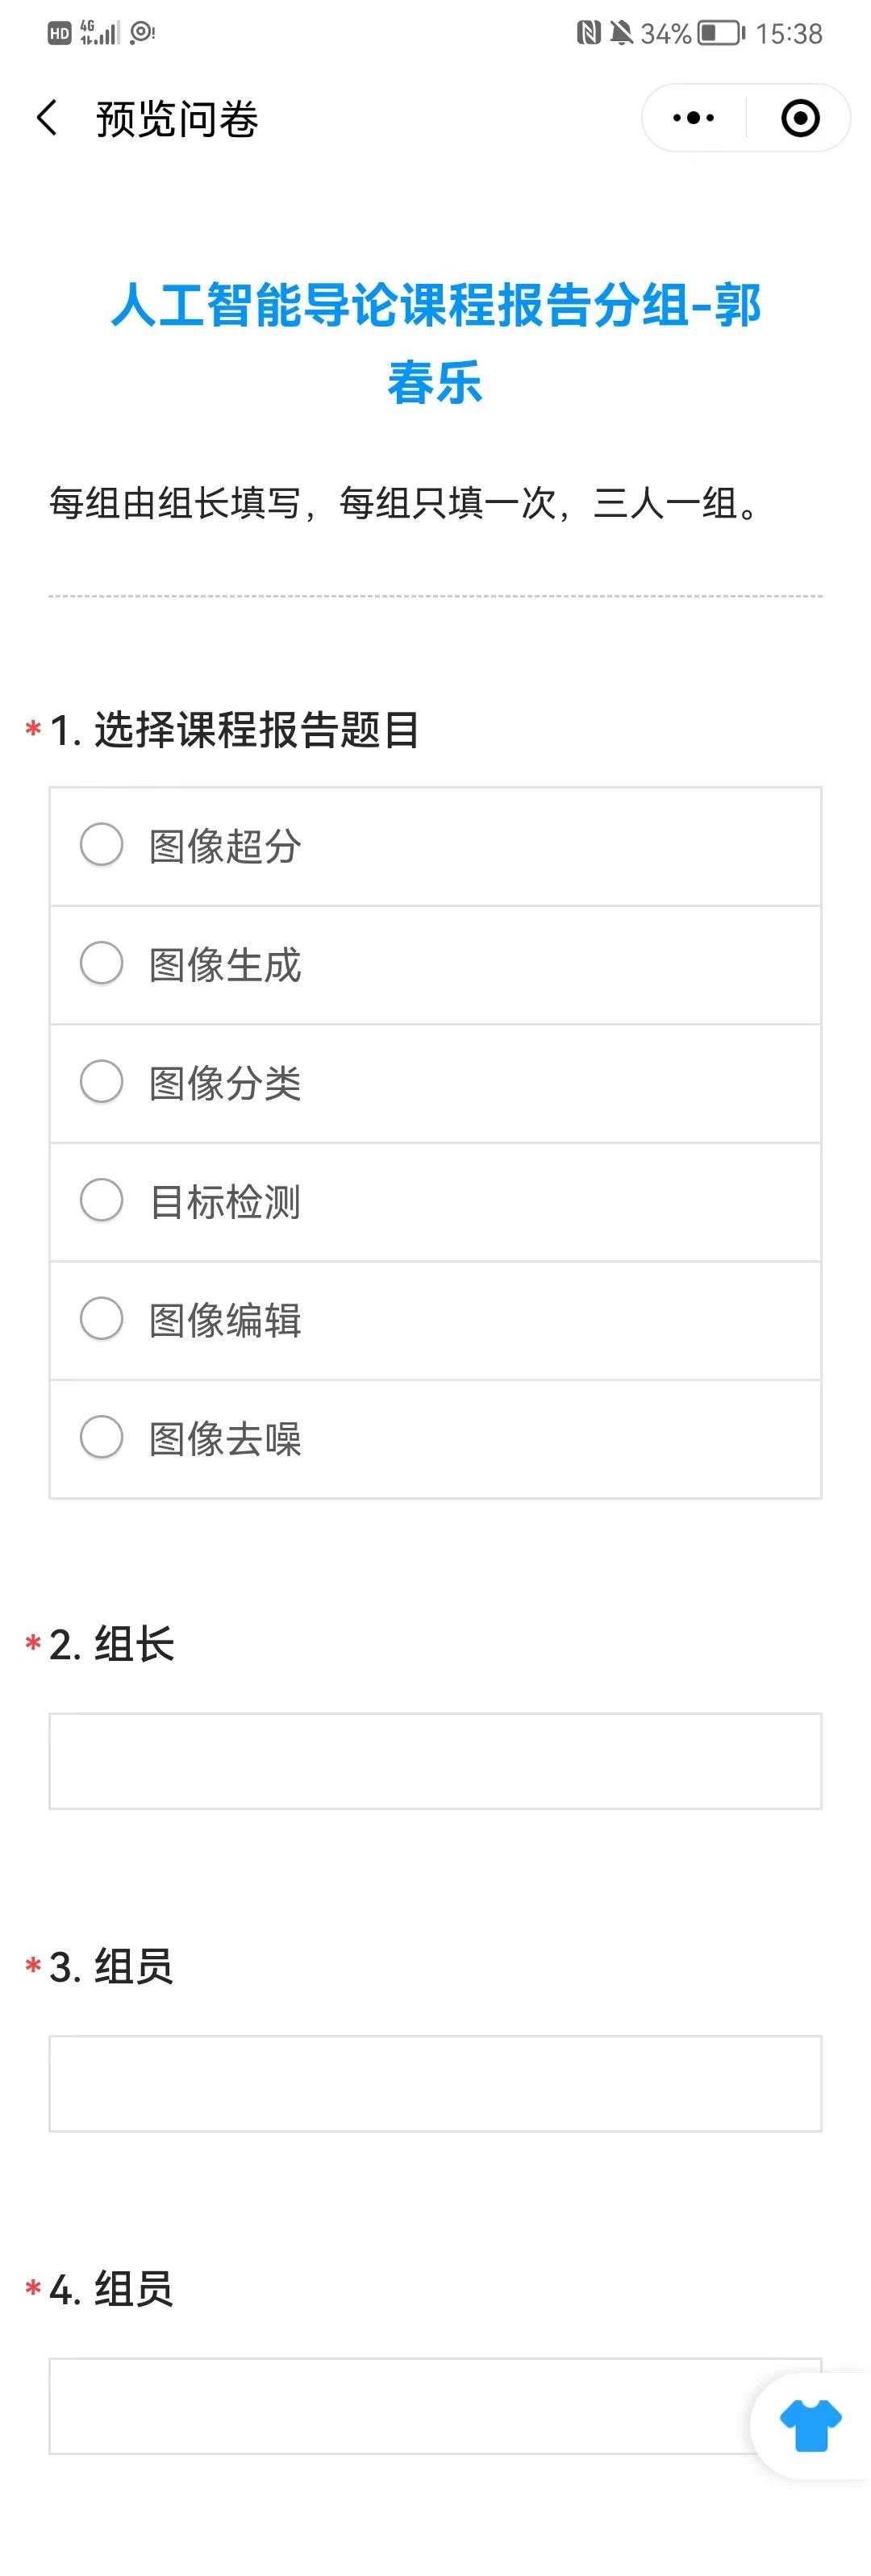 HD 4G 34% 15:38
预览问卷
人工智能导论课程报告分组-郭
春乐
每组由组长填写，每组只填一次，三人一组。
*1. 选择课程报告题目
图像超分
图像生成
图像分类
目标检测
图像编辑
图像去噪
*2. 组长
*3. 组员
*4. 组员